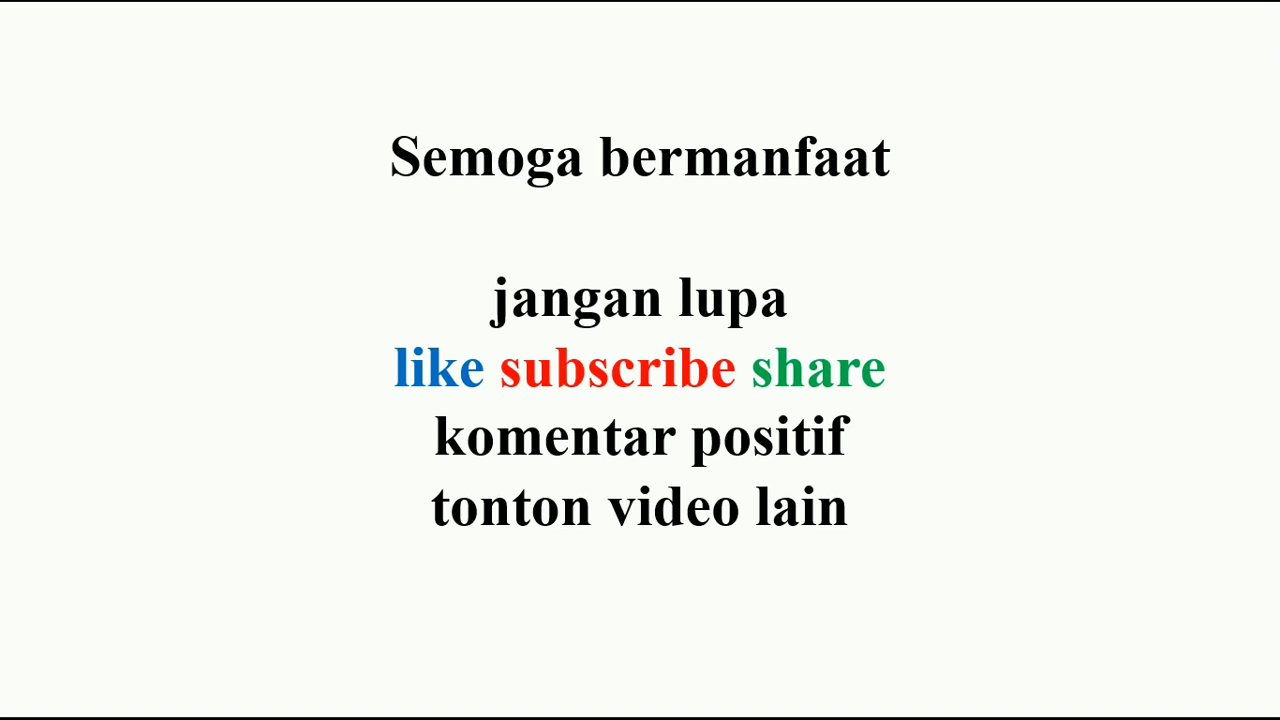 Semoga bermanfaat
jangan lupa
like subscribe share
komentar positif
tonton video lain